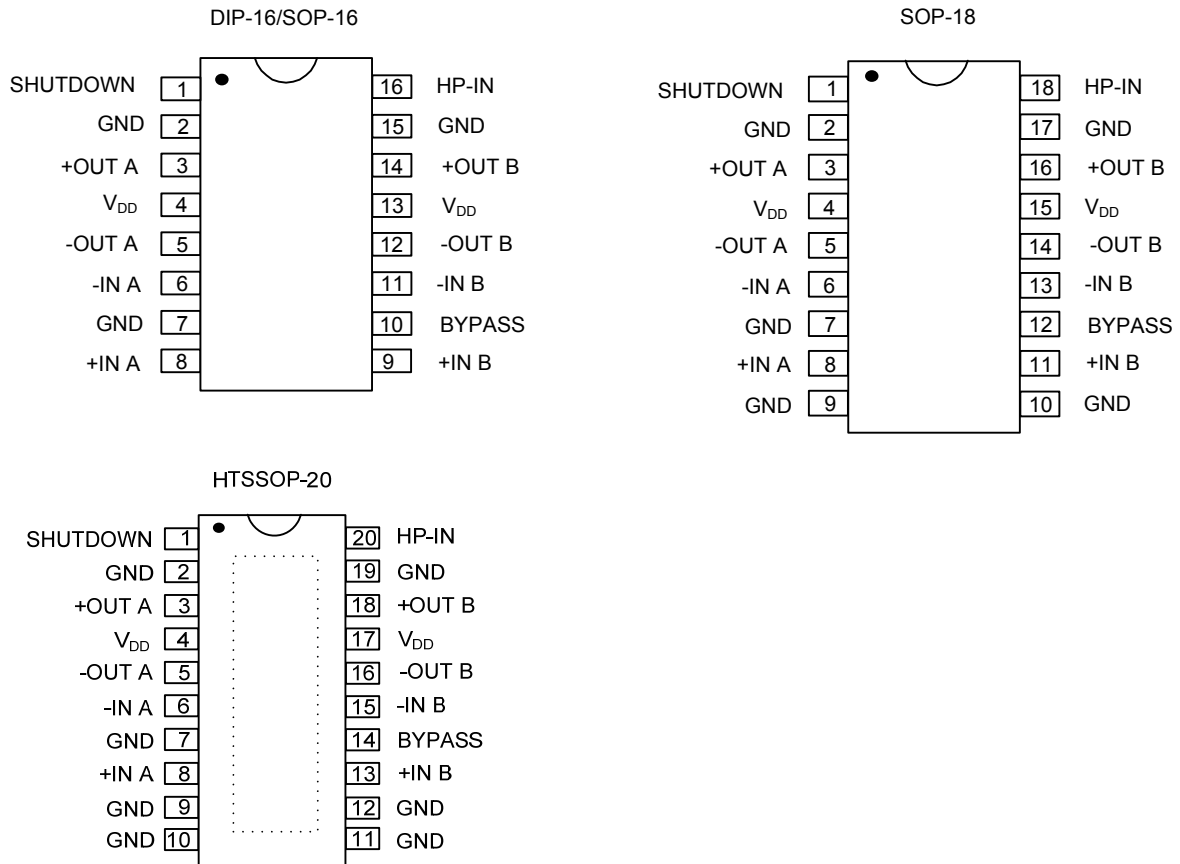 DIP-16/SOP-16
SHUTDOWN 1 16 HP-IN
GND 2 15 GND
+OUT A 3 14 +OUT B
VDD 4 13 VDD
-OUT A 5 12 -OUT B
-IN A 6 11 -IN B
GND 7 10 BYPASS
+IN A 8 9 +IN B
SOP-18
SHUTDOWN 1 18 HP-IN
GND 2 17 GND
+OUT A 3 16 +OUT B
VDD 4 15 VDD
-OUT A 5 14 -OUT B
-IN A 6 13 -IN B
GND 7 12 BYPASS
+IN A 8 11 +IN B
GND 9 10 GND
HTSSOP-20
SHUTDOWN 1 20 HP-IN
GND 2 19 GND
+OUT A 3 18 +OUT B
VDD 4 17 VDD
-OUT A 5 16 -OUT B
-IN A 6 15 -IN B
GND 7 14 BYPASS
+IN A 8 13 +IN B
GND 9 12 GND
GND 10 11 GND